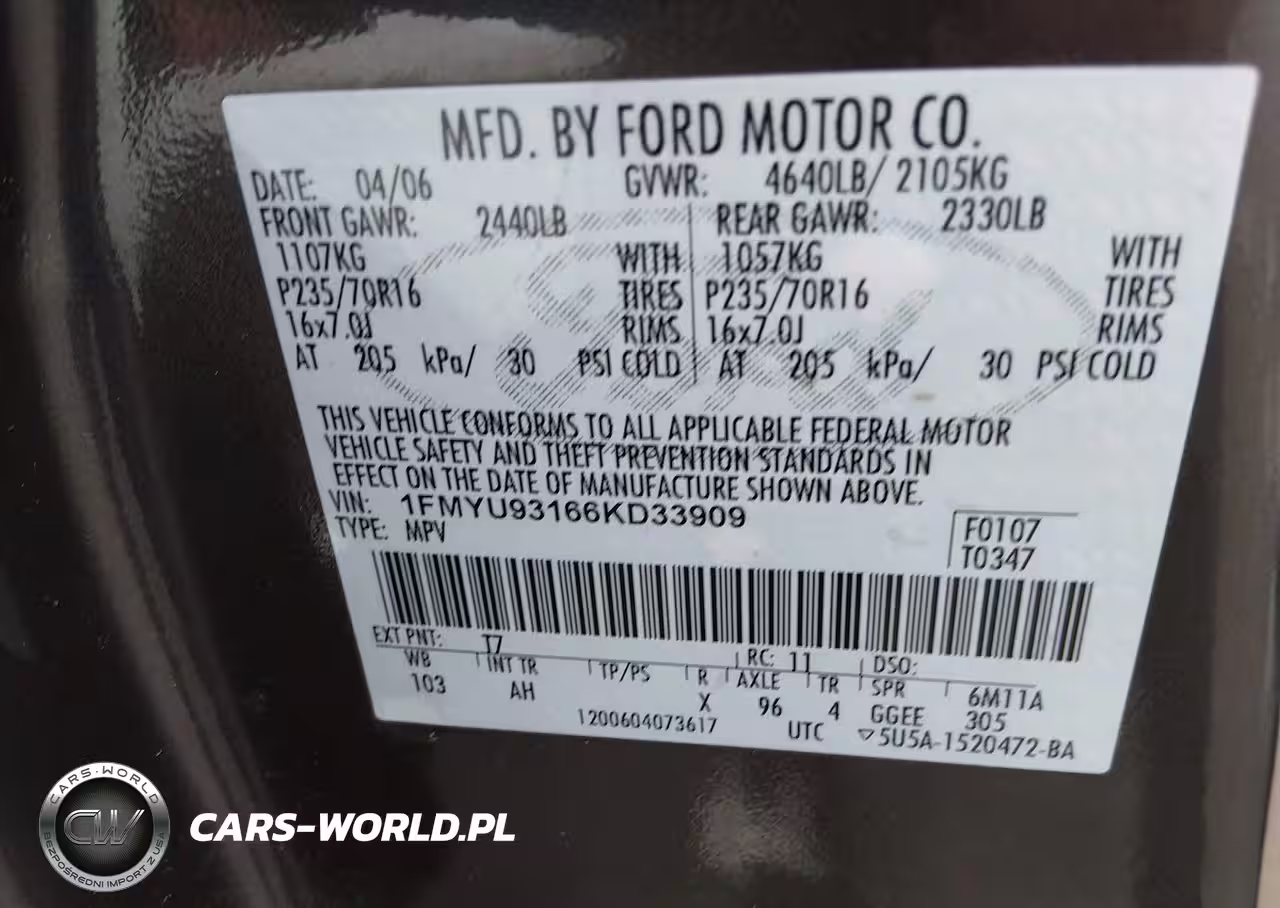 MFD. BY FORD MOTOR CO.
DATE: 04/06 GVWR: 4640LB/ 2105KG
FRONT GAWR: 2440LB REAR GAWR: 2330LB
1107KG WITH 1057KG WITH
P235/70R16 TIRES P235/70R16 TIRES
16x7.0J RIMS 16x7.0J RIMS
AT 205 kPa/ 30 PSI COLD AT 205 kPa/ 30 PSI COLD
THIS VEHICLE CONFORMS TO ALL APPLICABLE FEDERAL MOTOR
VEHICLE SAFETY AND THEFT PREVENTION STANDARDS IN
EFFECT ON THE DATE OF MANUFACTURE SHOWN ABOVE.
VIN: 1FMYU93166KD33909
TYPE: MPV
F0107
T0347
EXT PNT: T7 RC: 11 DSO:
WB INT TR TP/PS R AXLE TR SPR 6M11A
103 AH X 96 4 GGEE 305
1200604073617 UTC ▽5U5A-1520472-BA
CARS-WORLD
CW
BEZPOŚREDNI IMPORT Z USA
CARS-WORLD.PL